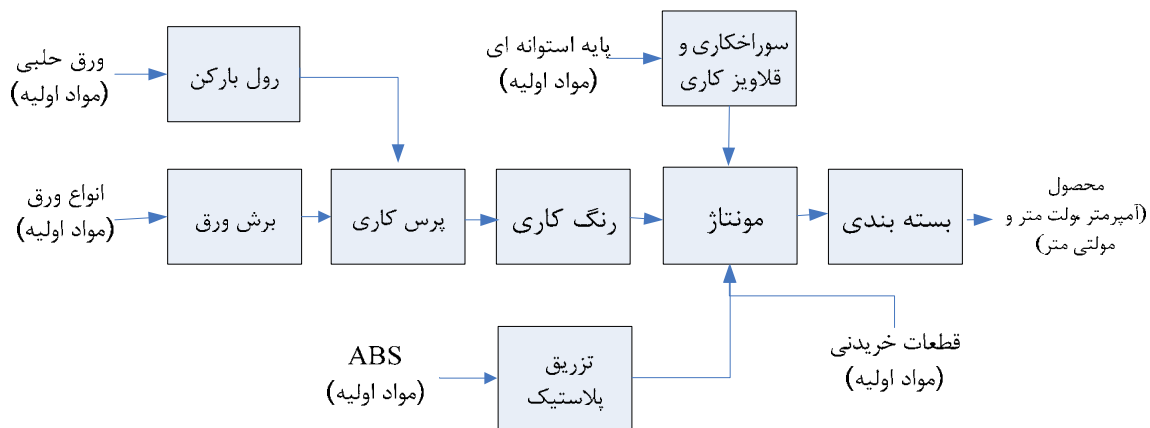 ورق حلبی
(مواد اولیه)
رول بارکن
پایه استوانه ای
(مواد اولیه)
سوراخکاری و
قلاویز کاری
انواع ورق
(مواد اولیه)
برش ورق
پرس کاری
رنگ کاری
مونتاژ
بسته بندی
محصول
(آمپرمتر ،ولت متر و
مولتی متر)
ABS
(مواد اولیه)
تزریق
پلاستیک
قطعات خریدنی
(مواد اولیه)